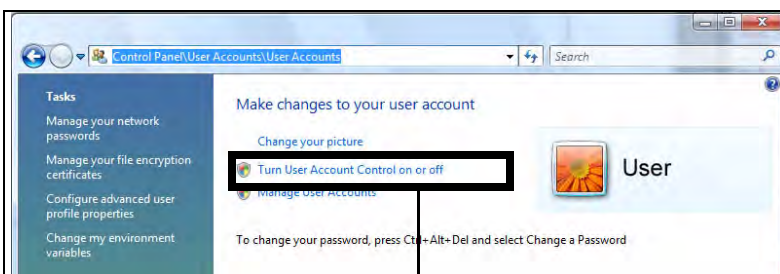 Control Panel\User Accounts\User Accounts
Search
Tasks
Manage your network
passwords
Manage your file encryption
certificates
Configure advanced user
profile properties
Change my environment
variables
Make changes to your user account
Change your picture
Turn User Account Control on or off
Manage User Accounts
User
To change your password, press Ctrl+Alt+Del and select Change a Password